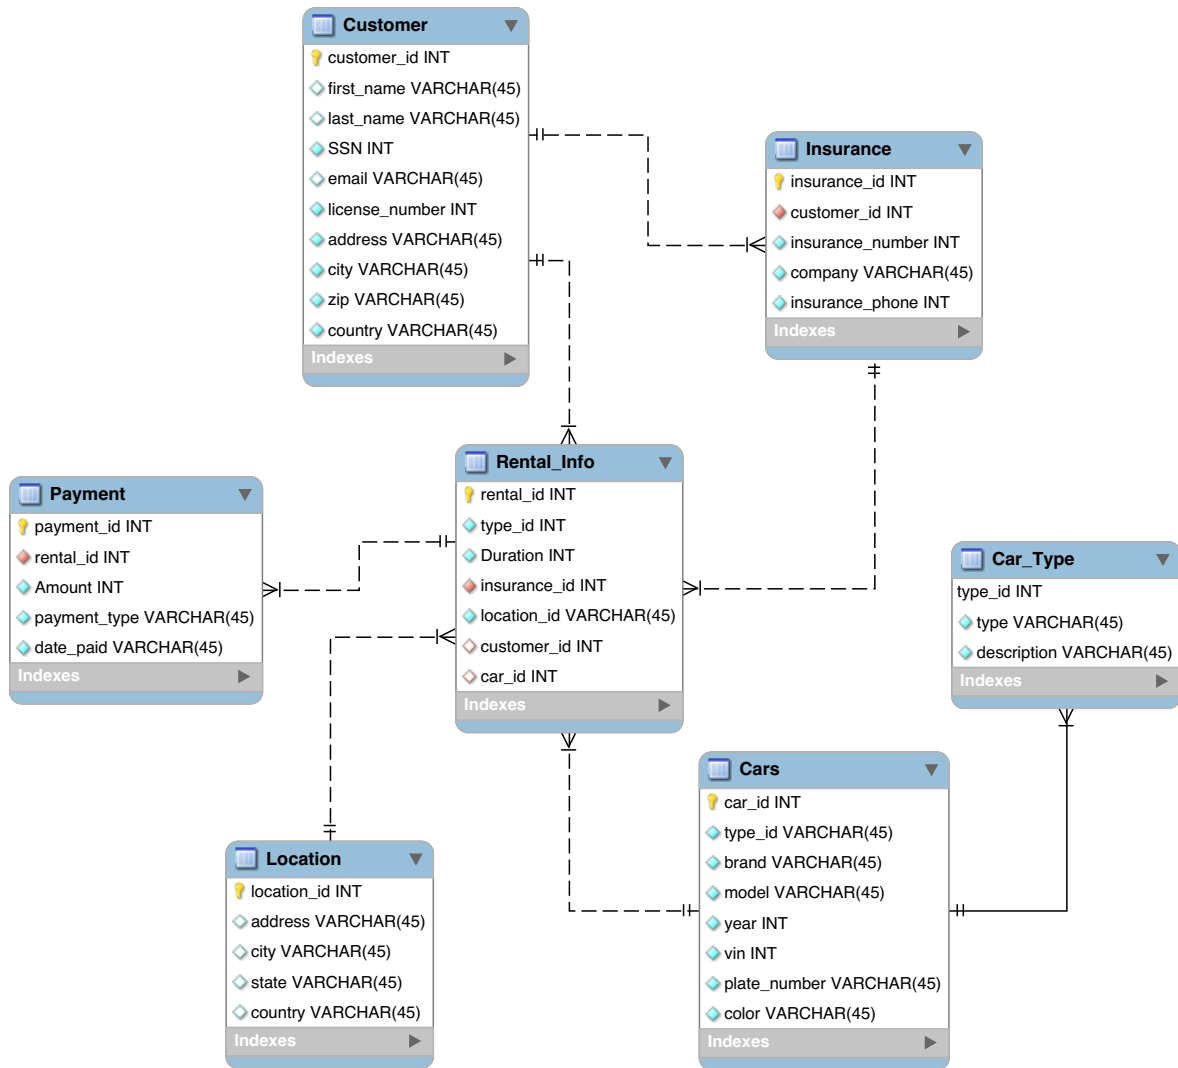 Customer
customer_id INT
first_name VARCHAR(45)
last_name VARCHAR(45)
SSN INT
email VARCHAR(45)
license_number INT
address VARCHAR(45)
city VARCHAR(45)
zip VARCHAR(45)
country VARCHAR(45)
Indexes
Insurance
insurance_id INT
customer_id INT
insurance_number INT
company VARCHAR(45)
insurance_phone INT
Indexes
Rental_Info
rental_id INT
type_id INT
Duration INT
insurance_id INT
location_id VARCHAR(45)
customer_id INT
car_id INT
Indexes
Payment
payment_id INT
rental_id INT
Amount INT
payment_type VARCHAR(45)
date_paid VARCHAR(45)
Indexes
Car_Type
type_id INT
type VARCHAR(45)
description VARCHAR(45)
Indexes
Cars
car_id INT
type_id VARCHAR(45)
brand VARCHAR(45)
model VARCHAR(45)
year INT
vin INT
plate_number VARCHAR(45)
color VARCHAR(45)
Indexes
Location
location_id INT
address VARCHAR(45)
city VARCHAR(45)
state VARCHAR(45)
country VARCHAR(45)
Indexes